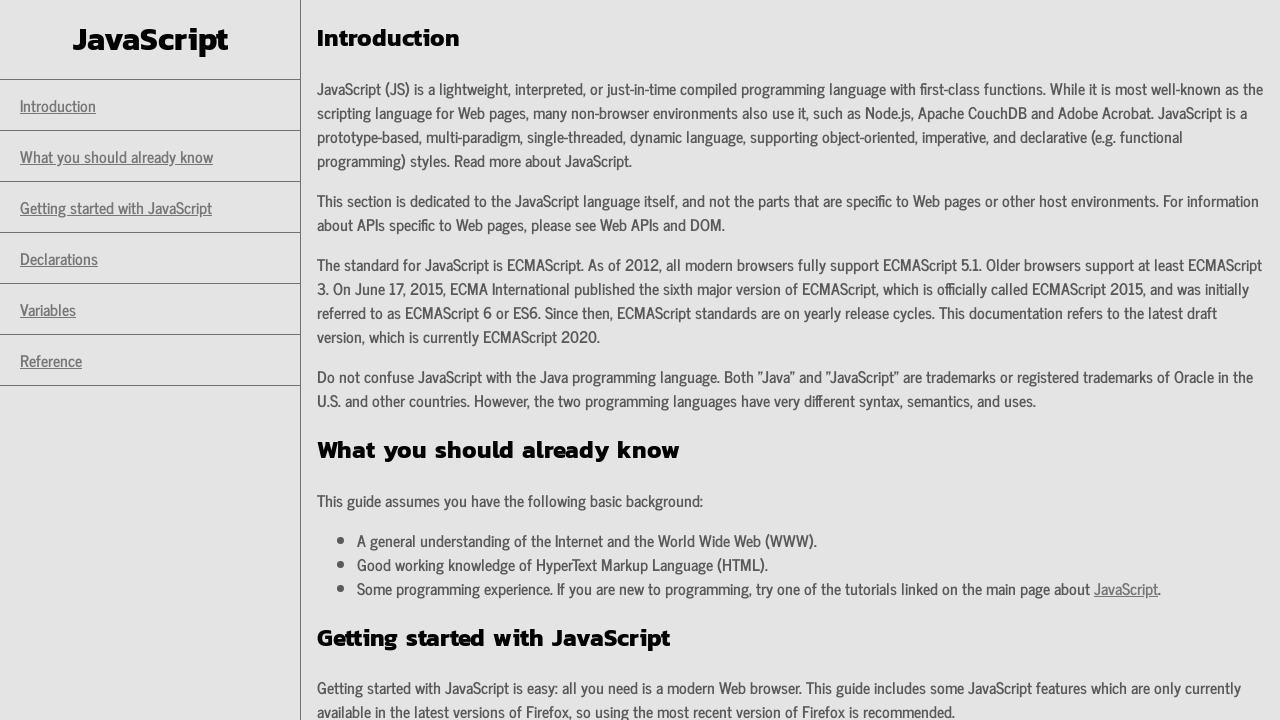 JavaScript
Introduction
What you should already know
Getting started with JavaScript
Declarations
Variables
Reference
Introduction
JavaScript (JS) is a lightweight, interpreted, or just-in-time compiled programming language with first-class functions. While it is most well-known as the
scripting language for Web pages, many non-browser environments also use it, such as Node.js, Apache CouchDB and Adobe Acrobat. JavaScript is a
prototype-based, multi-paradigm, single-threaded, dynamic language, supporting object-oriented, imperative, and declarative (e.g. functional
programming) styles. Read more about JavaScript.
This section is dedicated to the JavaScript language itself, and not the parts that are specific to Web pages or other host environments. For information
about APIs specific to Web pages, please see Web APIs and DOM.
The standard for JavaScript is ECMAScript. As of 2012, all modern browsers fully support ECMAScript 5.1. Older browsers support at least ECMAScript
3. On June 17, 2015, ECMA International published the sixth major version of ECMAScript, which is officially called ECMAScript 2015, and was initially
referred to as ECMAScript 6 or ES6. Since then, ECMAScript standards are on yearly release cycles. This documentation refers to the latest draft
version, which is currently ECMAScript 2020.
Do not confuse JavaScript with the Java programming language. Both "Java" and "JavaScript" are trademarks or registered trademarks of Oracle in the
U.S. and other countries. However, the two programming languages have very different syntax, semantics, and uses.
What you should already know
This guide assumes you have the following basic background:
• A general understanding of the Internet and the World Wide Web (WWW).
• Good working knowledge of HyperText Markup Language (HTML).
• Some programming experience. If you are new to programming, try one of the tutorials linked on the main page about JavaScript.
Getting started with JavaScript
Getting started with JavaScript is easy: all you need is a modern Web browser. This guide includes some JavaScript features which are only currently
available in the latest versions of Firefox, so using the most recent version of Firefox is recommended.